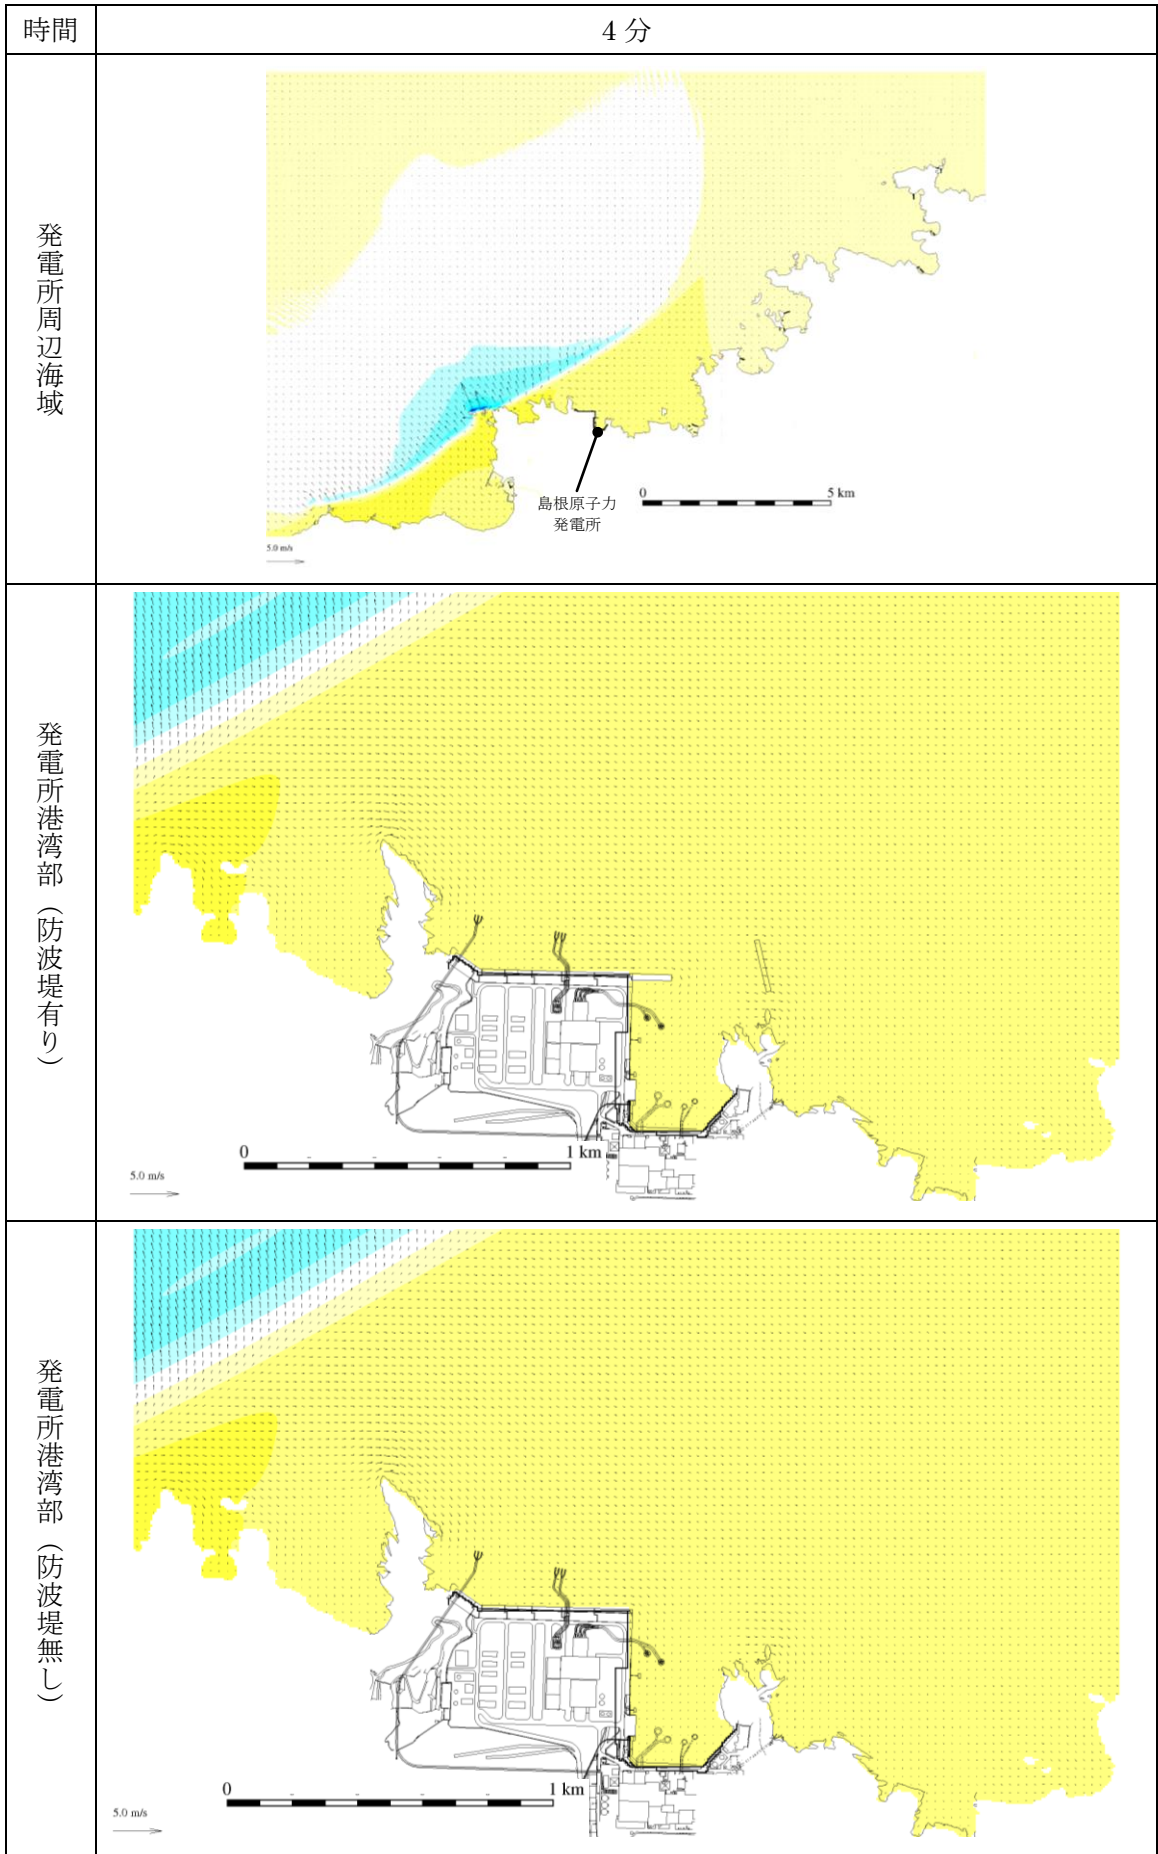 時間
4 分
発電所周辺海域
島根原子力
発電所
0
5 km
5.0 m/s
発電所港湾部（防波堤有り）
0
1 km
5.0 m/s
発電所港湾部（防波堤無し）
0
1 km
5.0 m/s